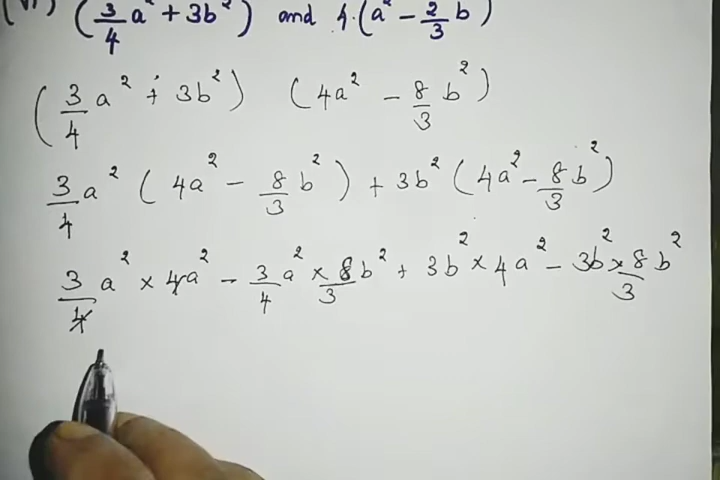 (vi) (3/4 a² + 3b²) and 4.(a² - 2/3 b)
(3/4 a² + 3b²) (4a² - 8/3 b²)
3/4 a² (4a² - 8/3 b²) + 3b² (4a² - 8/3 b²)
3/4 a² × 4a² - 3/4 a² × 8/3 b² + 3b² × 4a² - 3b² × 8/3 b²